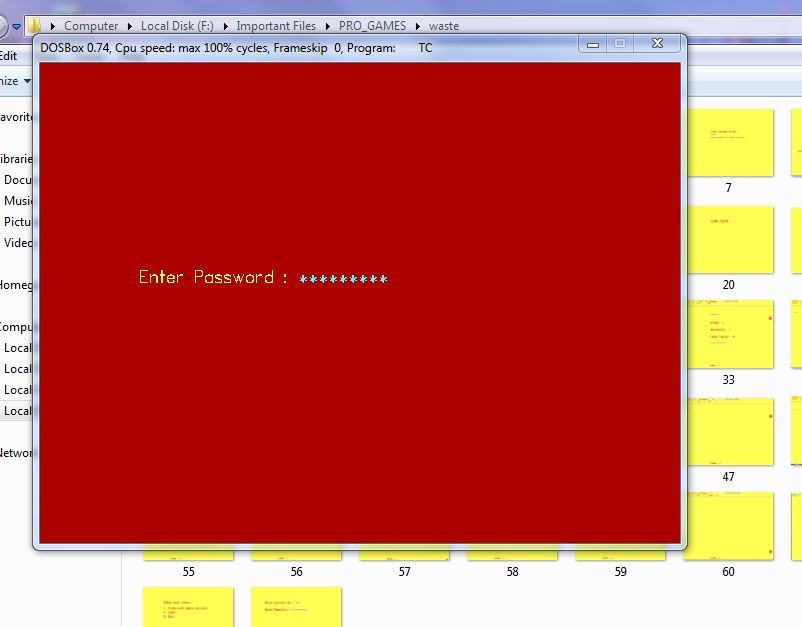 Computer Local Disk (F:) Important Files PRO_GAMES waste
DOSBox 0.74, Cpu speed: max 100% cycles, Frameskip 0, Program: TC
Enter Password : *********
Edit
nize
avorite
ibrarie
Docu
Music
Pictu
Video
Homeg
Compu
Local
Local
Local
Local
Networ
7
20
33
47
55 56 57 58 59 60